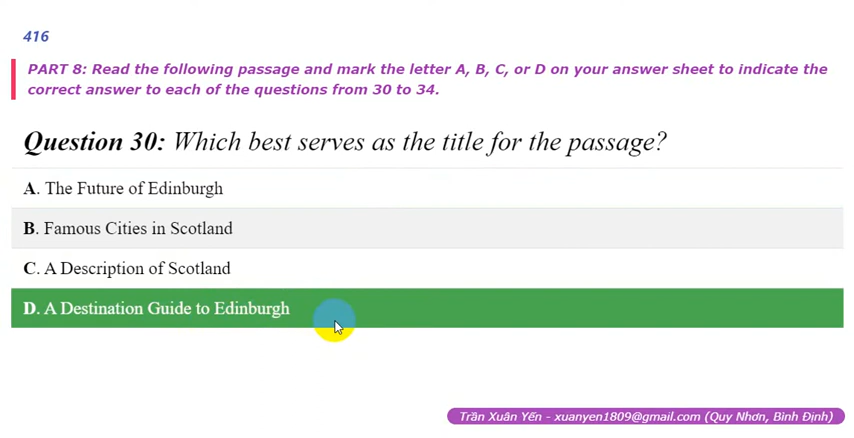 416
PART 8: Read the following passage and mark the letter A, B, C, or D on your answer sheet to indicate the
correct answer to each of the questions from 30 to 34.
Question 30: Which best serves as the title for the passage?
A. The Future of Edinburgh
B. Famous Cities in Scotland
C. A Description of Scotland
D. A Destination Guide to Edinburgh
Trần Xuân Yến - xuanyen1809@gmail.com (Quy Nhơn, Bình Định)